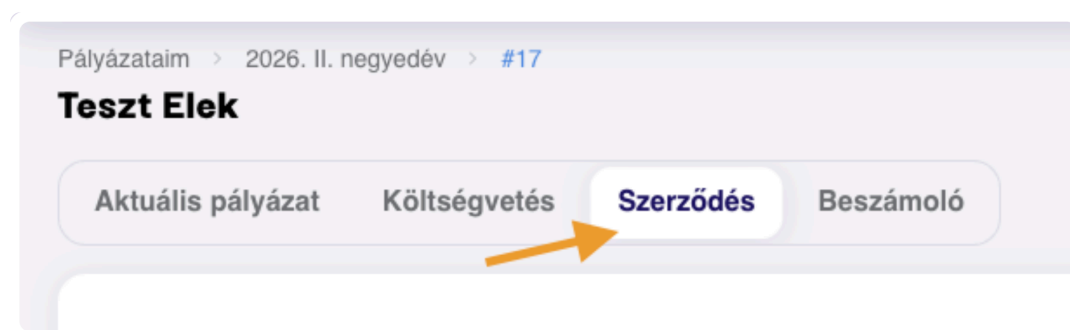 Pályázataim > 2026. II. negyedév > #17
Teszt Elek
Aktuális pályázat Költségvetés Szerződés Beszámoló